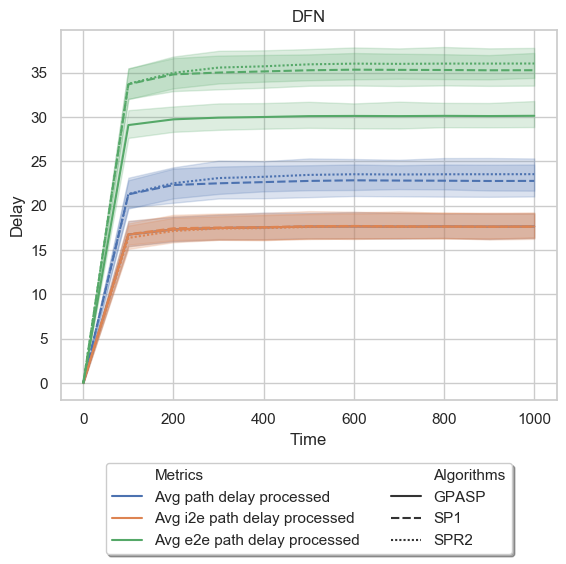 DFN
35
30
25
20
15
10
5
0
Delay
0 200 400 600 800 1000
Time
Metrics Algorithms
Avg path delay processed GPASP
Avg i2e path delay processed SP1
Avg e2e path delay processed SPR2